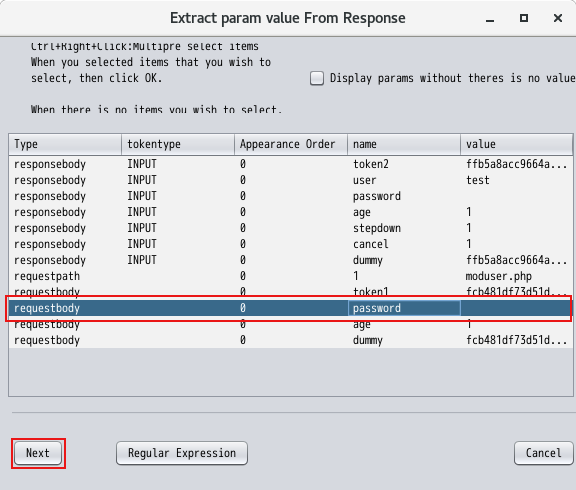 Extract param value From Response
Ctrl+Right+Click:Multipre select items
When you selected items that you wish to
select, then click OK.
Display params without theres is no value
When there is no items you wish to select,
Type tokentype Appearance Order name value
responsebody INPUT 0 token2 ffb5a8acc9664a...
responsebody INPUT 0 user test
responsebody INPUT 0 password
responsebody INPUT 0 age 1
responsebody INPUT 0 stepdown 1
responsebody INPUT 0 cancel 1
responsebody INPUT 0 dummy ffb5a8acc9664a...
requestpath 0 1 moduser.php
requestbody 0 token1 fcb481df73d51d...
requestbody 0 password
requestbody 0 age 1
requestbody 0 dummy fcb481df73d51d...
Next Regular Expression Cancel